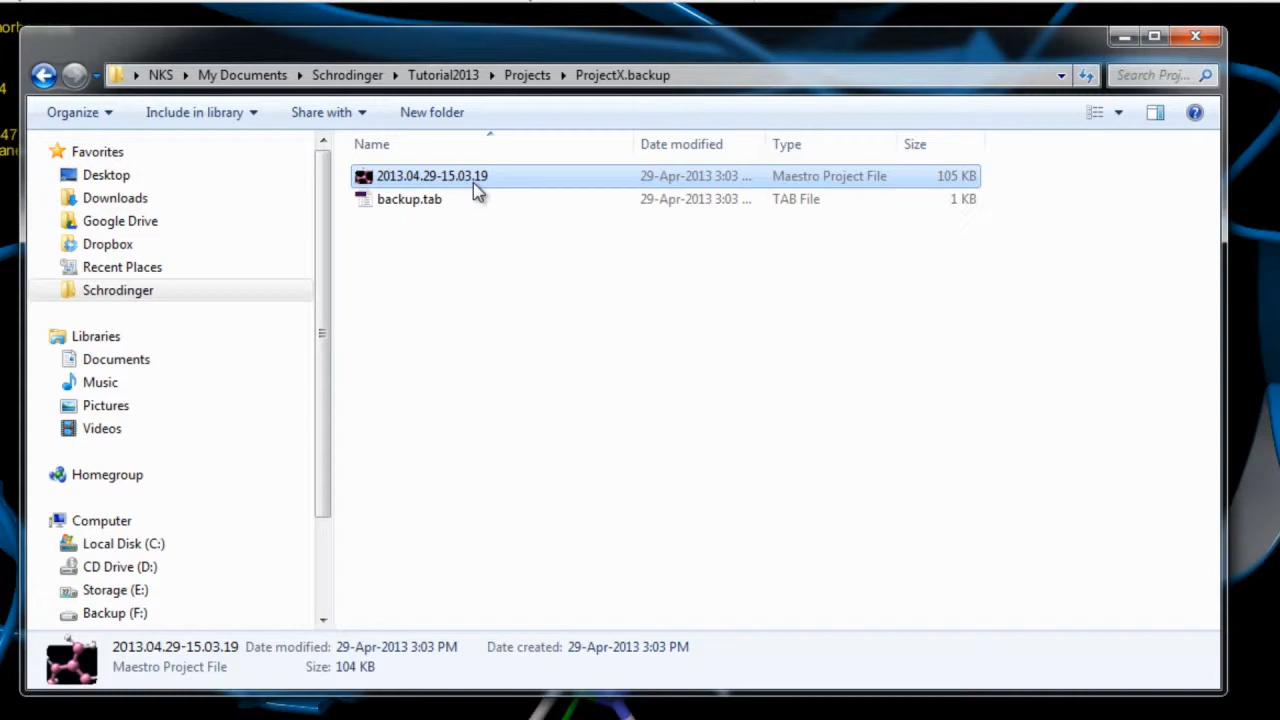 norb
NKS My Documents Schrodinger Tutorial2013 Projects ProjectX.backup Search Proj...
4
Organize Include in library Share with New folder
47
Name Date modified Type Size
Favorites
Desktop
2013.04.29-15.03.19 29-Apr-2013 3:03 ... Maestro Project File 105 KB
Downloads
backup.tab 29-Apr-2013 3:03 ... TAB File 1 KB
Google Drive
Dropbox
Recent Places
Schrodinger
Libraries
Documents
Music
Pictures
Videos
Homegroup
Computer
Local Disk (C:)
CD Drive (D:)
Storage (E:)
Backup (F:)
2013.04.29-15.03.19 Date modified: 29-Apr-2013 3:03 PM Date created: 29-Apr-2013 3:03 PM
Maestro Project File Size: 104 KB